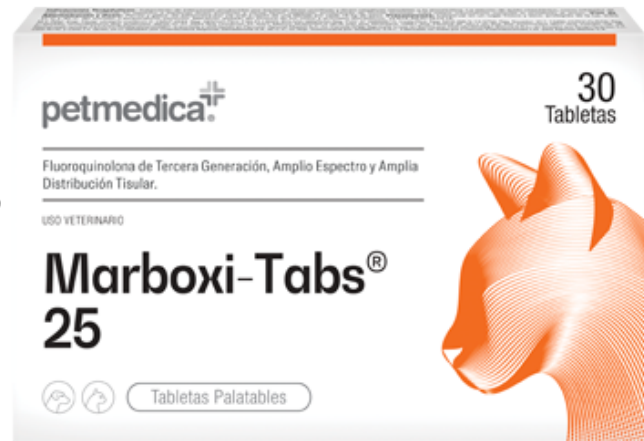 petmedica
30
Tabletas
Fluoroquinolona de Tercera Generación, Amplio Espectro y Amplia
Distribución Tisular.
USO VETERINARIO
Marboxi-Tabs®
25
Tabletas Palatables